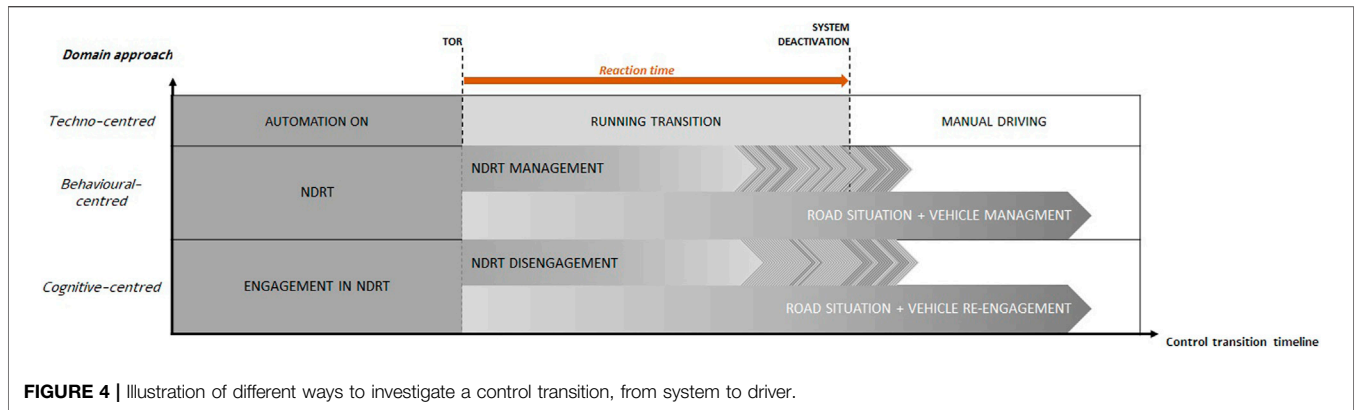 SYSTEM
TOR
DEACTIVATION
Domain approach
Reaction time
Techno-centred
AUTOMATION ON
RUNNING TRANSITION
MANUAL DRIVING
Behavioural-
centred
NDRT
NDRT MANAGEMENT
ROAD SITUATION + VEHICLE MANAGMENT
Cognitive-centred
ENGAGEMENT IN NDRT
NDRT DISENGAGEMENT
ROAD SITUATION + VEHICLE RE-ENGAGEMENT
Control transition timeline
FIGURE 4 | Illustration of different ways to investigate a control transition, from system to driver.